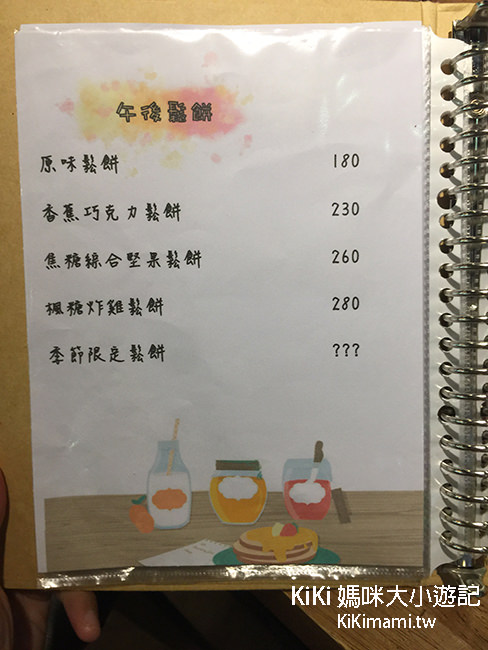 午後鬆餅
原味鬆餅 180
香蕉巧克力鬆餅 230
焦糖綜合堅果鬆餅 260
楓糖炸雞鬆餅 280
季節限定鬆餅 ???
KiKi 媽咪大小遊記
KiKimami.tw